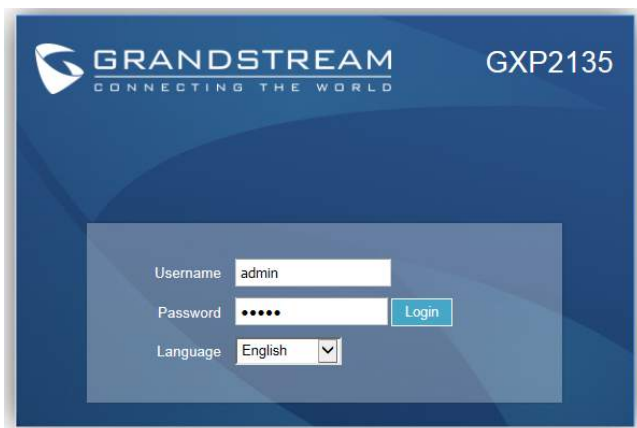 GRANDSTREAM
CONNECTING THE WORLD
GXP2135
Username admin
Password •••••
Login
Language English